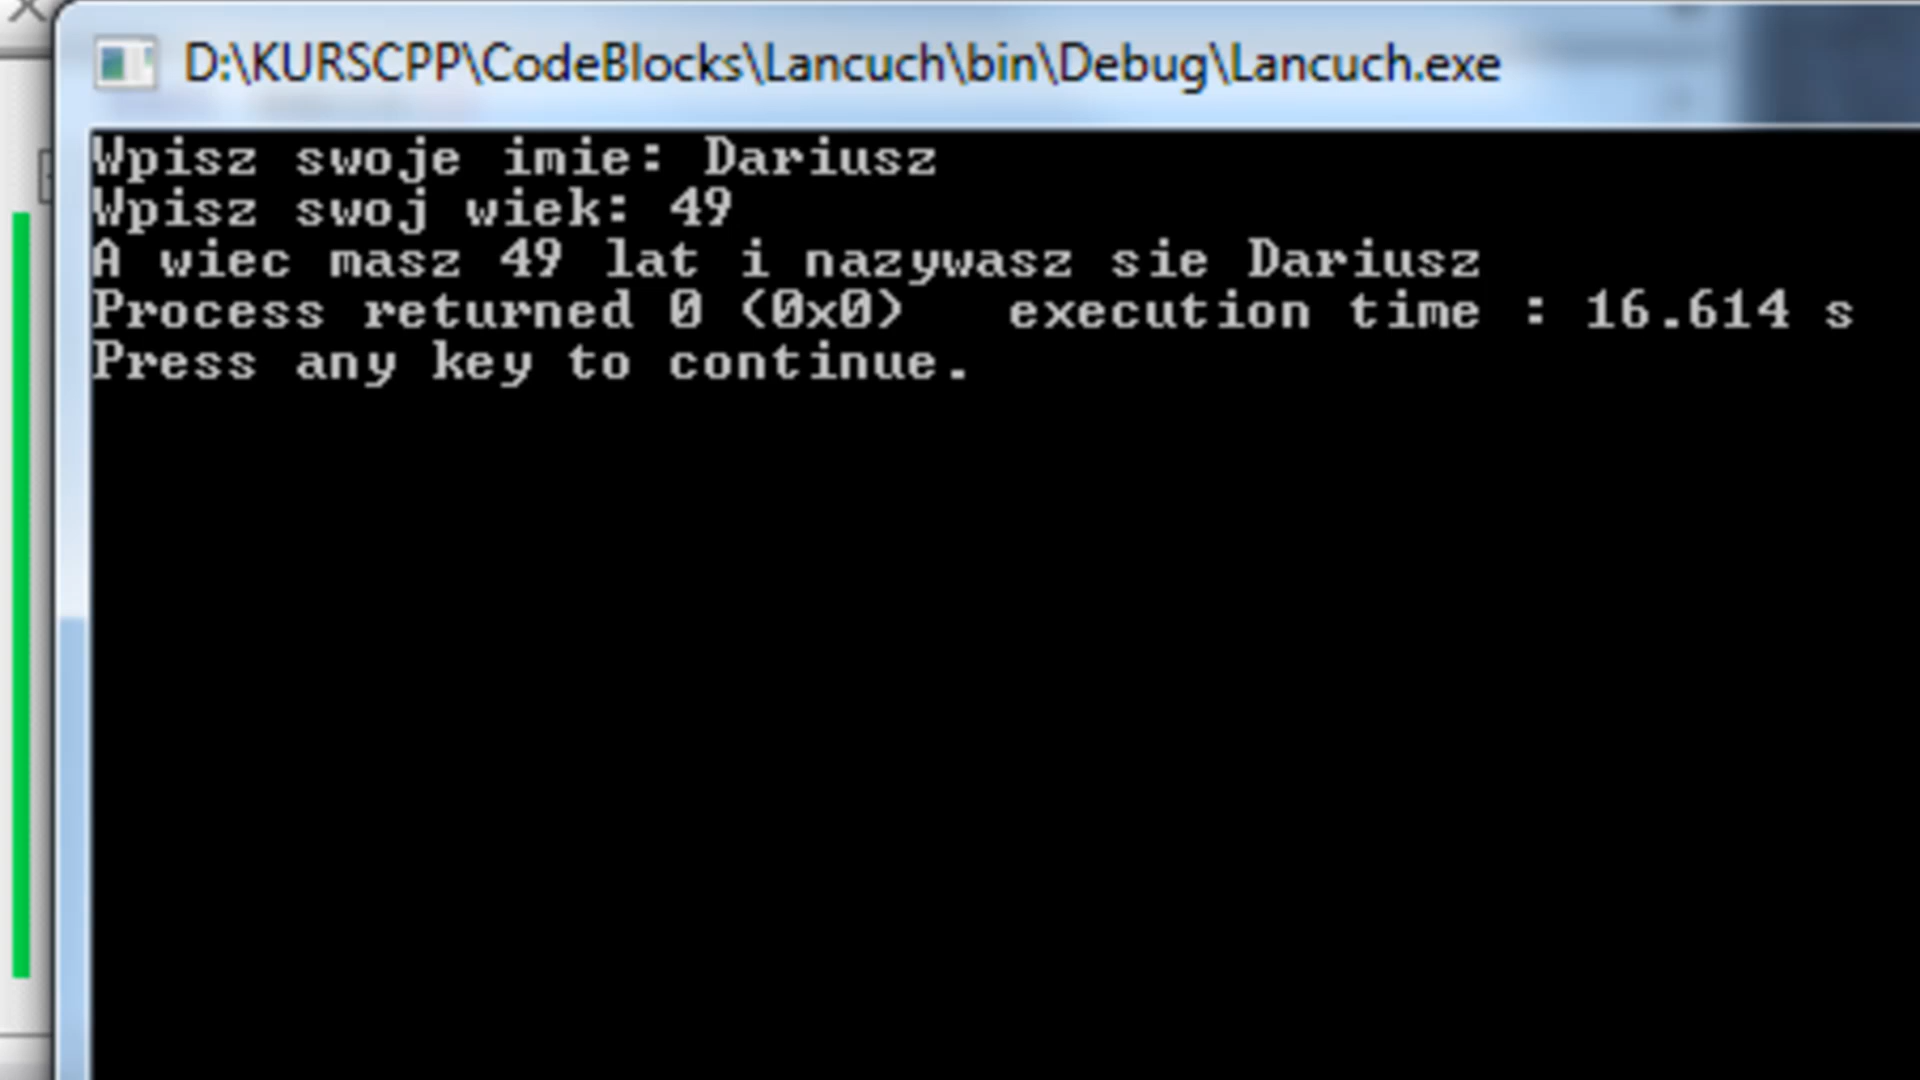 D:\KURSCPP\CodeBlocks\Lancuch\bin\Debug\Lancuch.exe
Wpisz swoje imie: Dariusz
Wpisz swoj wiek: 49
A wiec masz 49 lat i nazywasz sie Dariusz
Process returned 0 (0x0)   execution time : 16.614 s
Press any key to continue.